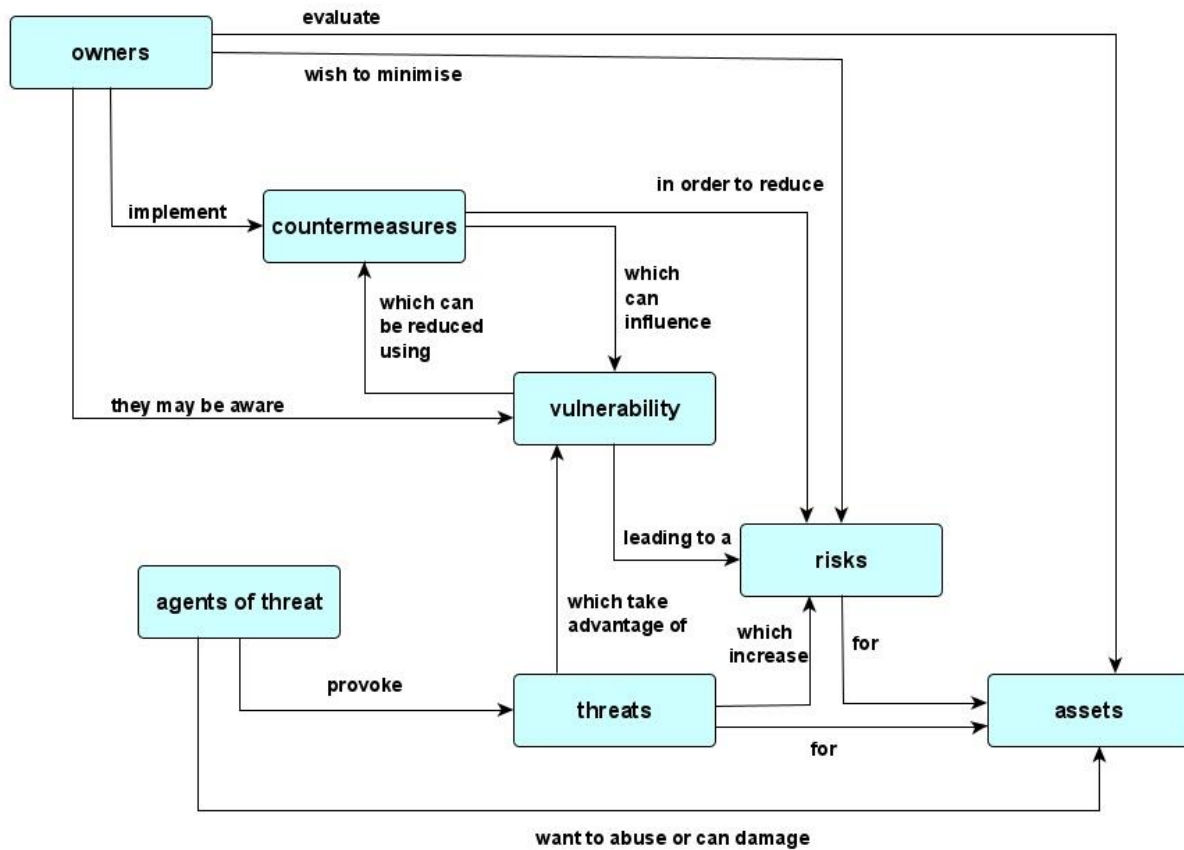 evaluate
owners
wish to minimise
in order to reduce
implement
countermeasures
which
can
influence
which can
be reduced
using
they may be aware
vulnerability
leading to a
risks
agents of threat
which take
advantage of
which
increase
for
provoke
threats
assets
for
want to abuse or can damage